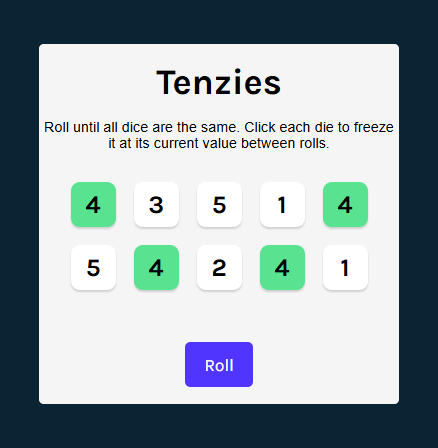 Tenzies
Roll until all dice are the same. Click each die to freeze
it at its current value between rolls.
4 3 5 1 4
5 4 2 4 1
Roll